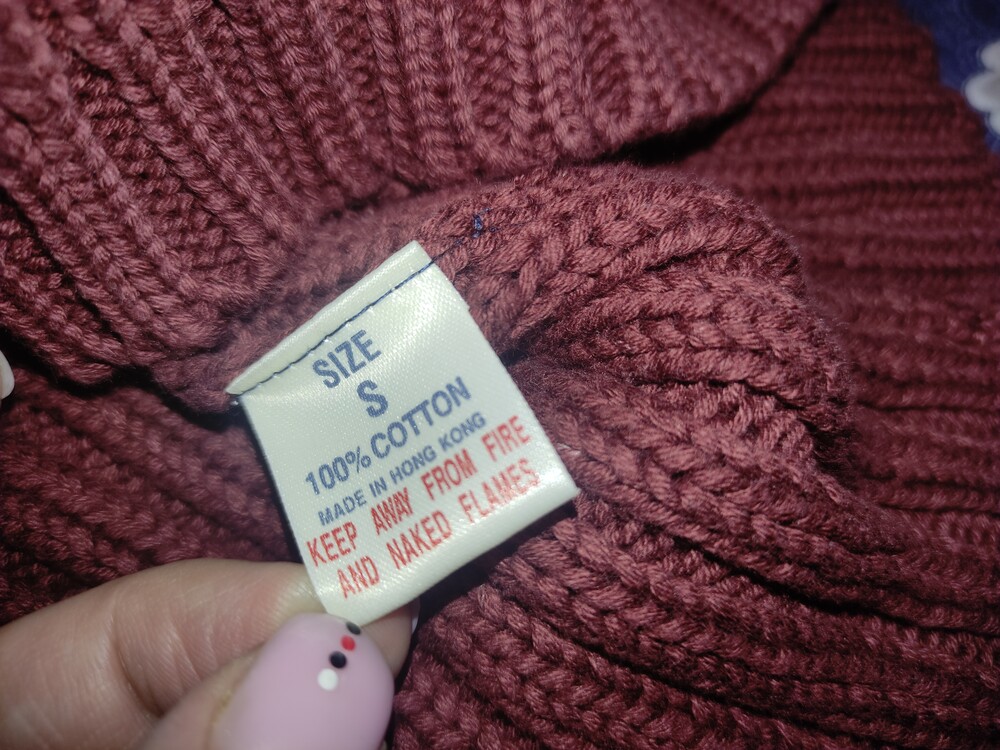 SIZE
S
100% COTTON
MADE IN HONG KONG
KEEP AWAY FROM FIRE
AND NAKED FLAMES